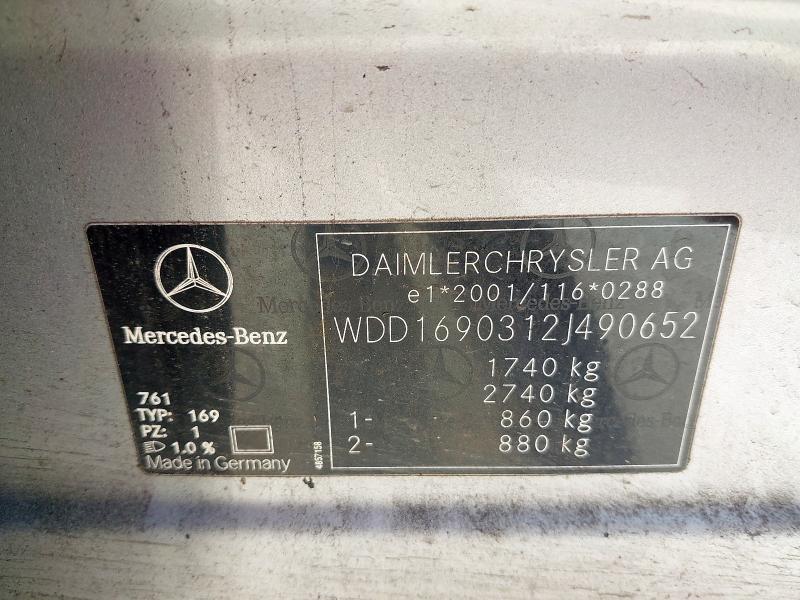 Mercedes-Benz
761
TYP: 169
PZ: 1
1.0 %
Made in Germany
4857158
DAIMLERCHRYSLER AG
e1*2001/116*0288
WDD1690312J490652
1740 kg
2740 kg
1- 860 kg
2- 880 kg